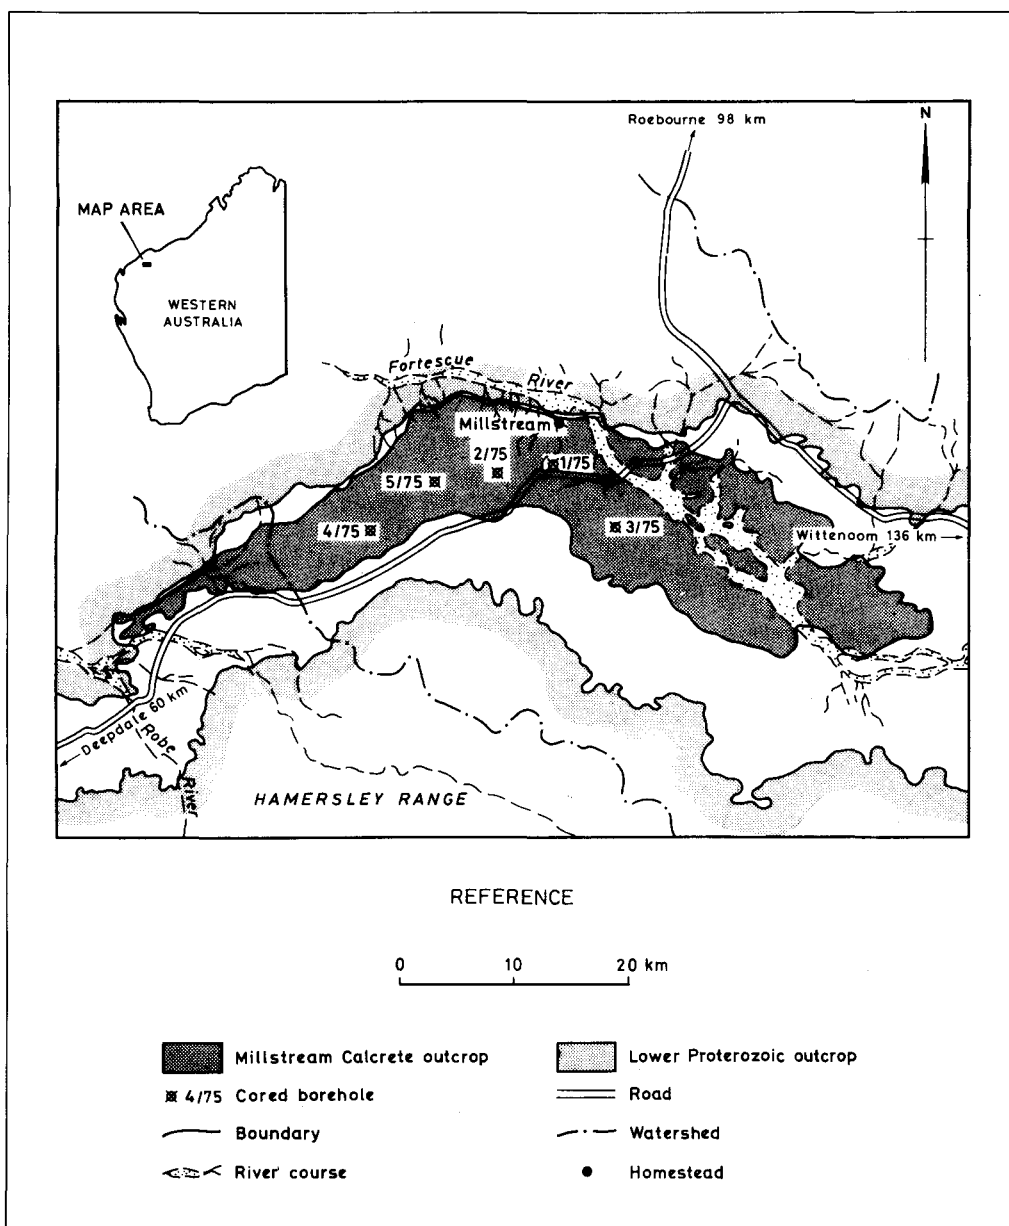 Roebourne 98 km
N
MAP AREA
WESTERN
AUSTRALIA
Fortescue
River
Millstream
2/75
1/75
5/75
4/75
3/75
Wittenoom 136 km
Deepdale 60 km
Robe
River
HAMERSLEY RANGE
REFERENCE
0 10 20 km
Millstream Calcrete outcrop
Lower Proterozoic outcrop
4/75 Cored borehole
Road
Boundary
Watershed
River course
Homestead